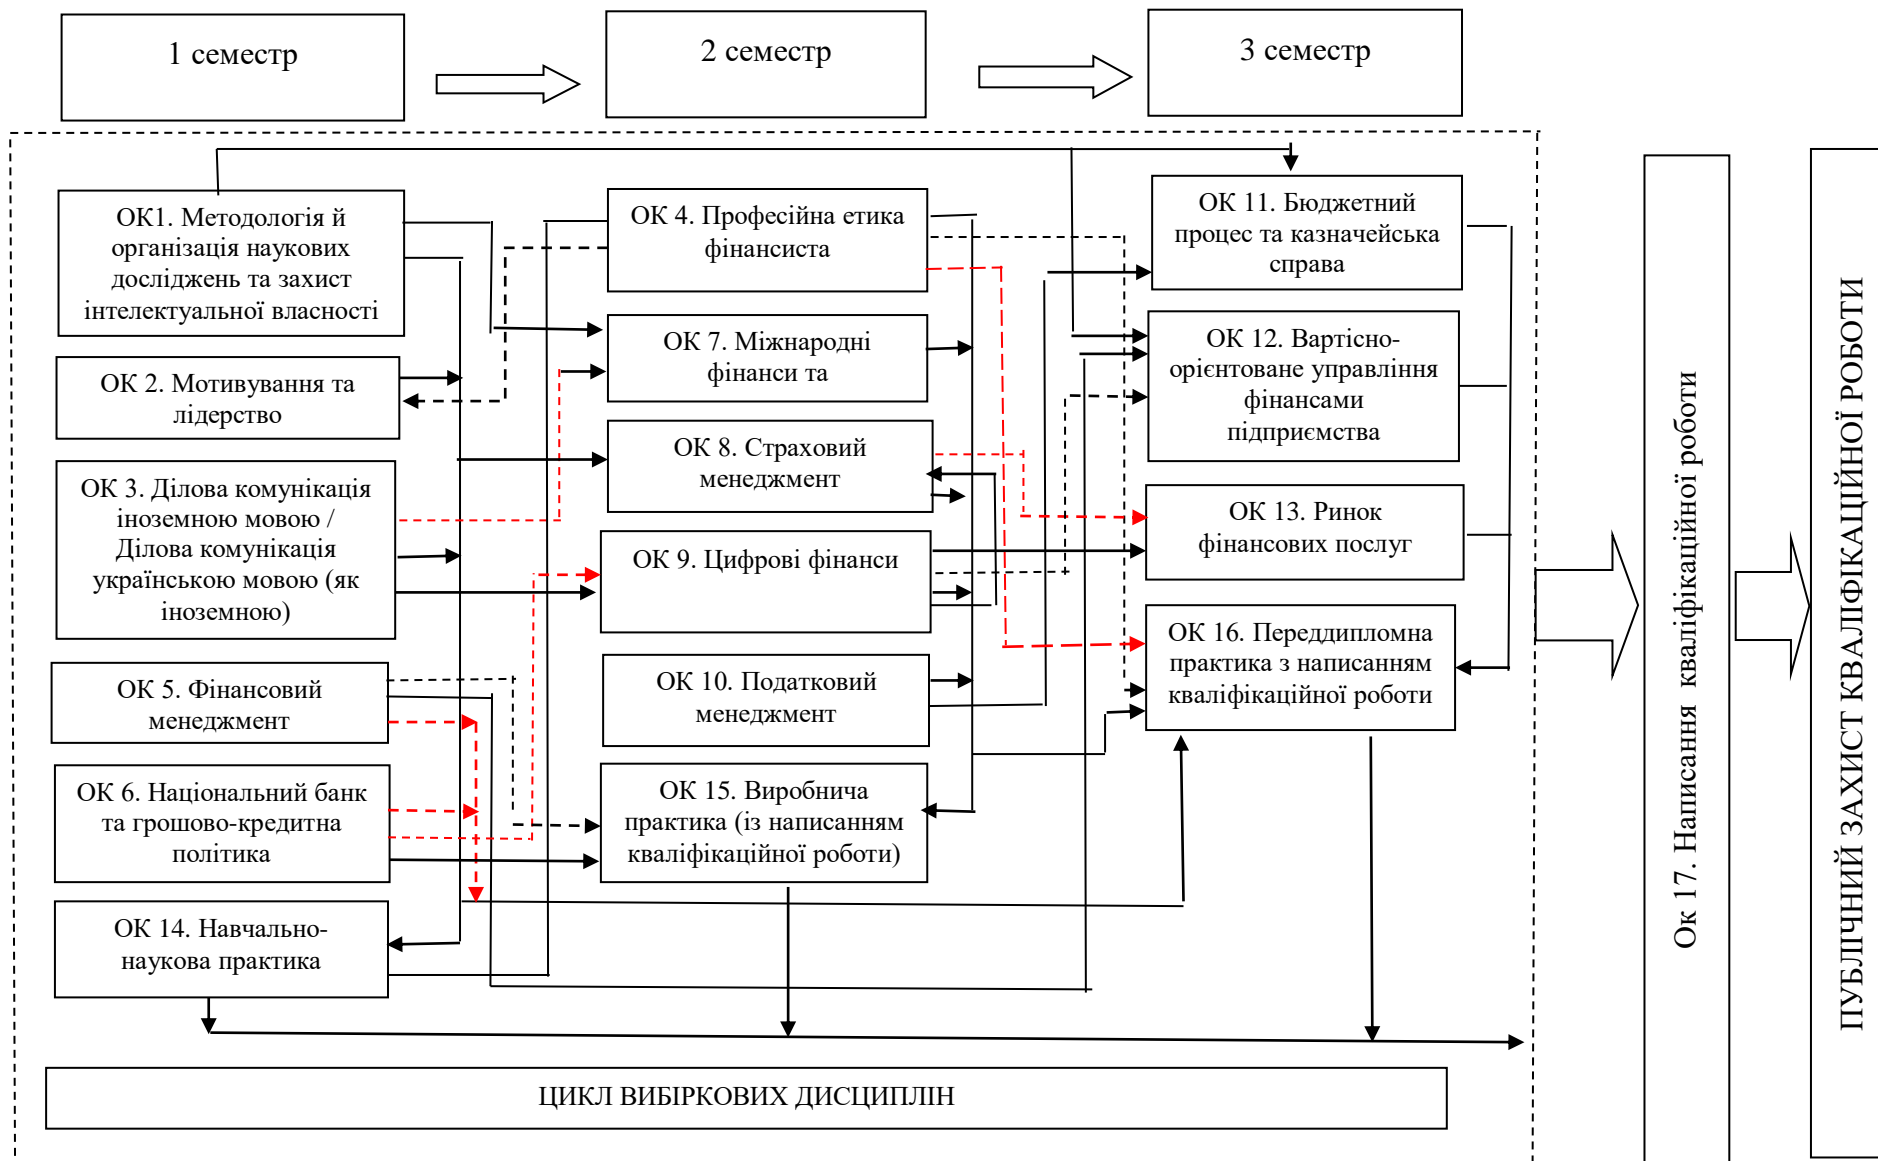 1 семестр
2 семестр
3 семестр
ОК1. Методологія й
організація наукових
досліджень та захист
інтелектуальної власності
ОК 2. Мотивування та
лідерство
ОК 3. Ділова комунікація
іноземною мовою /
Ділова комунікація
українською мовою (як
іноземною)
ОК 5. Фінансовий
менеджмент
ОК 6. Національний банк
та грошово-кредитна
політика
ОК 14. Навчально-
наукова практика
ОК 4. Професійна етика
фінансиста
ОК 7. Міжнародні
фінанси та
ОК 8. Страховий
менеджмент
ОК 9. Цифрові фінанси
ОК 10. Податковий
менеджмент
ОК 15. Виробнича
практика (із написанням
кваліфікаційної роботи)
ОК 11. Бюджетний
процес та казначейська
справа
ОК 12. Вартісно-
орієнтоване управління
фінансами
підприємства
ОК 13. Ринок
фінансових послуг
ОК 16. Переддипломна
практика з написанням
кваліфікаційної роботи
ЦИКЛ ВИБІРКОВИХ ДИСЦИПЛІН
Ок 17. Написання кваліфікаційної роботи
ПУБЛІЧНИЙ ЗАХИСТ КВАЛІФІКАЦІЙНОЇ РОБОТИ